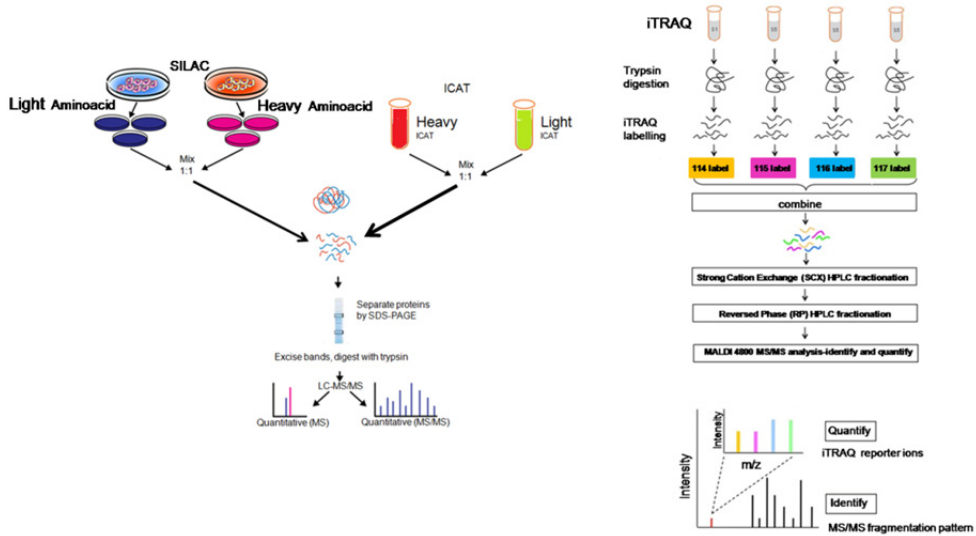 SILAC
Light Aminoacid
Heavy Aminoacid
Mix
1:1
ICAT
Heavy
ICAT
Light
ICAT
Mix
1:1
Separate proteins
by SDS-PAGE
Excise bands, digest with trypsin
LC-MS/MS
Quantitative (MS)
Quantitative (MS/MS)
iTRAQ
Trypsin
digestion
iTRAQ
labelling
114 label
115 label
116 label
117 label
combine
Strong Cation Exchange (SCX) HPLC fractionation
Reversed Phase (RP) HPLC fractionation
MALDI 4800 MS/MS analysis-identify and quantify
Intensity
Intensity
m/z
Quantify
iTRAQ reporter ions
Identify
MS/MS fragmentation pattern